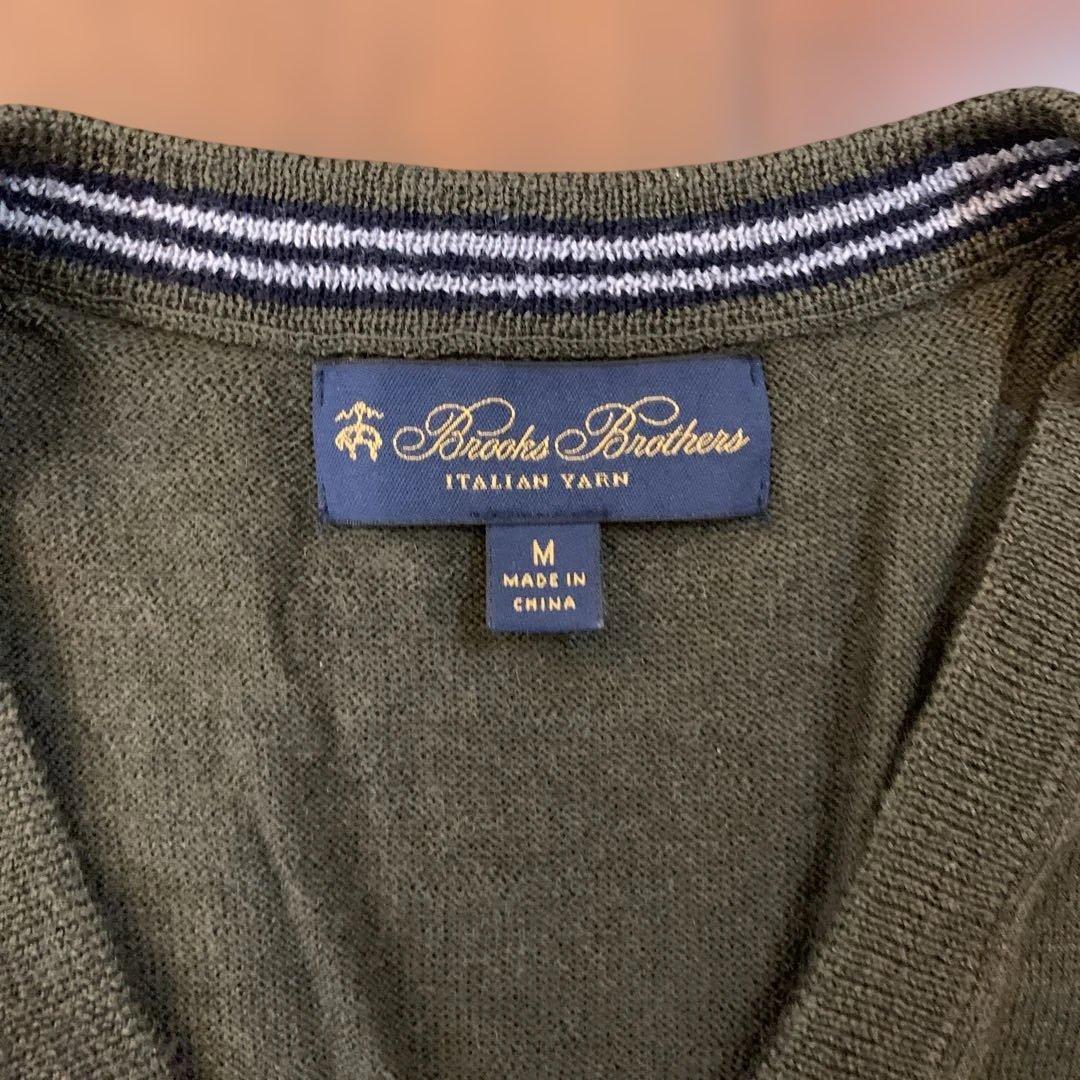 Brooks Brothers
ITALIAN YARN
M
MADE IN
CHINA